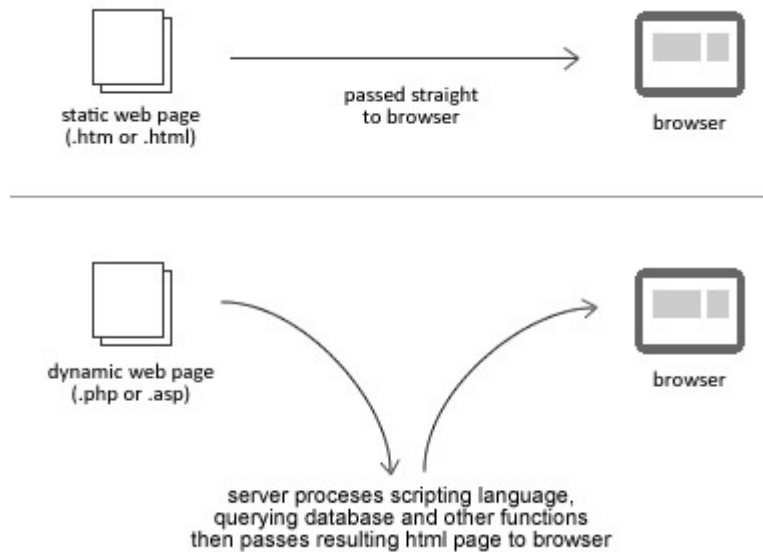 static web page
(.htm or .html)
passed straight
to browser
browser
dynamic web page
(.php or .asp)
browser
server proceses scripting language,
querying database and other functions
then passes resulting html page to browser